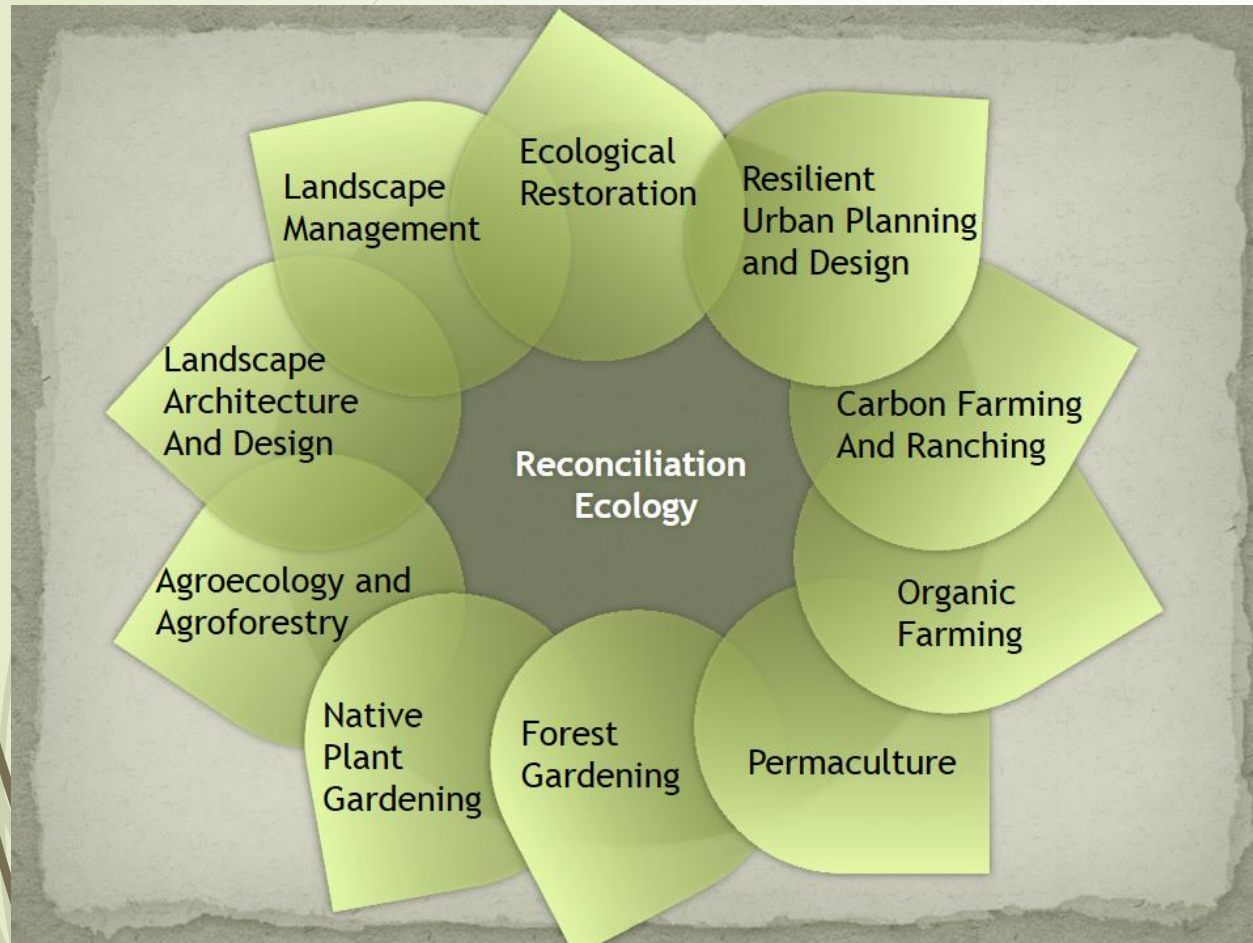 Ecological
Restoration
Resilient
Urban Planning
and Design
Carbon Farming
And Ranching
Organic
Farming
Permaculture
Forest
Gardening
Native
Plant
Gardening
Agroecology and
Agroforestry
Landscape
Architecture
And Design
Landscape
Management
Reconciliation
Ecology